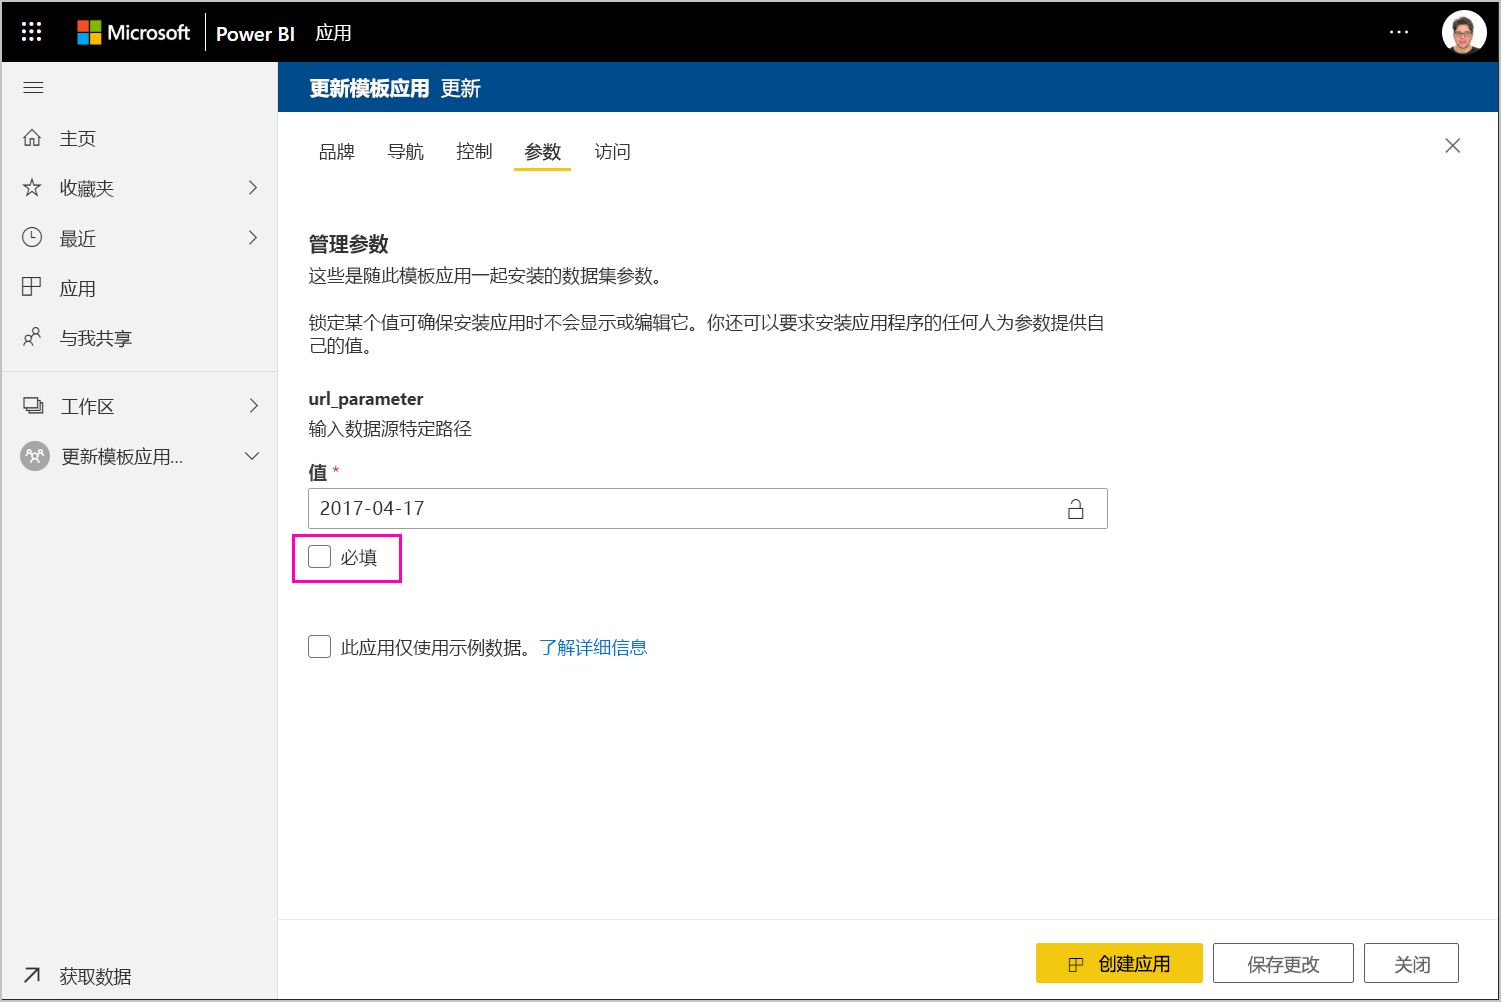 Microsoft Power BI 应用
更新模板应用 更新
主页
收藏夹
最近
应用
与我共享
工作区
更新模板应用...
获取数据
品牌 导航 控制 参数 访问
管理参数
这些是随此模板应用一起安装的数据集参数。
锁定某个值可确保安装应用时不会显示或编辑它。你还可以要求安装应用程序的任何人为参数提供自
己的值。
url_parameter
输入数据源特定路径
值 *
2017-04-17
必填
此应用仅使用示例数据。了解详细信息
创建应用 保存更改 关闭